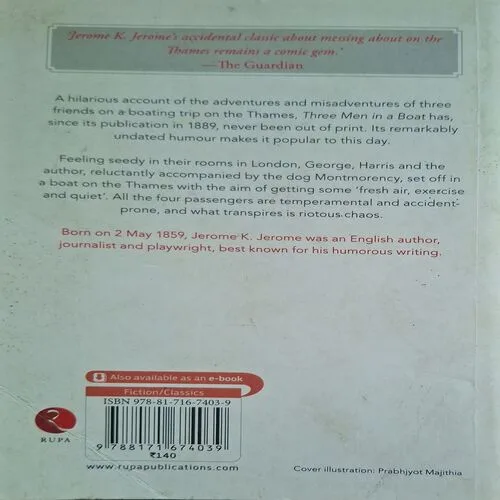 'Jerome K. Jerome's accidental classic about messing about on the
Thames remains a comic gem.'
—The Guardian
A hilarious account of the adventures and misadventures of three
friends on a boating trip on the Thames, Three Men in a Boat has,
since its publication in 1889, never been out of print. Its remarkably
undated humour makes it popular to this day.
Feeling seedy in their rooms in London, George, Harris and the
author, reluctantly accompanied by the dog Montmorency, set off in
a boat on the Thames with the aim of getting some 'fresh air, exercise
and quiet'. All the four passengers are temperamental and accident-
prone, and what transpires is riotous chaos.
Born on 2 May 1859, Jerome K. Jerome was an English author,
journalist and playwright, best known for his humorous writing.
Also available as an e-book
Fiction/Classics
ISBN 978-81-716-7403-9
9 788171 674039
₹140
RUPA
www.rupapublications.com
Cover illustration: Prabhjyot Majithia